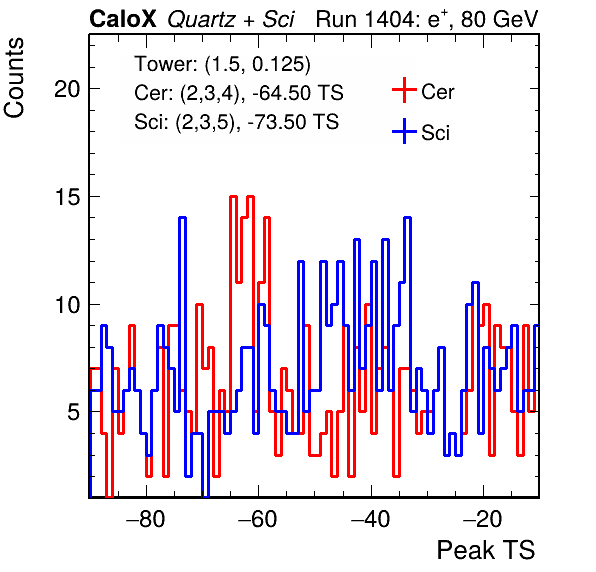 CaloX Quartz + Sci Run 1404: e+, 80 GeV
Tower: (1.5, 0.125)
Cer: (2,3,4), -64.50 TS
Sci: (2,3,5), -73.50 TS
Cer
Sci
Counts
20
15
10
5
−80 −60 −40 −20
Peak TS